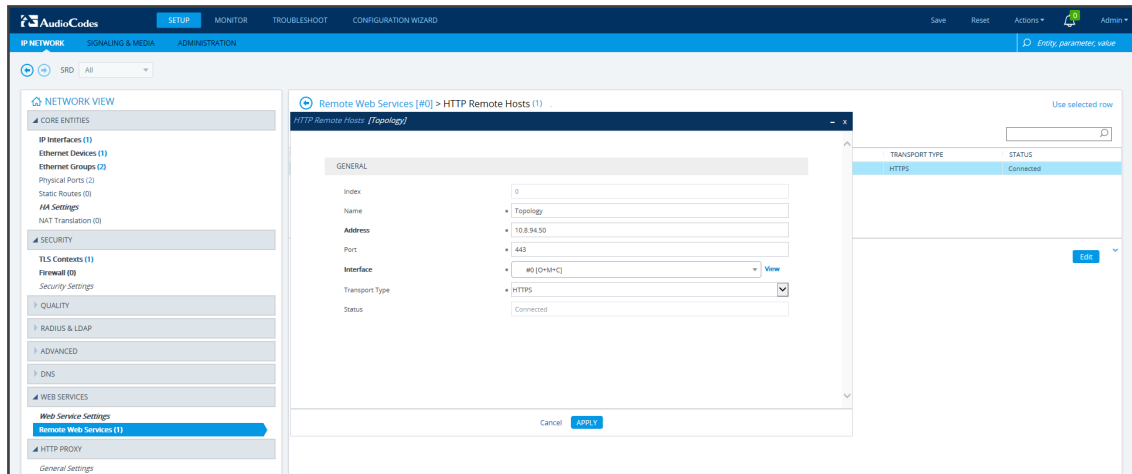 AudioCodes SETUP MONITOR TROUBLESHOOT CONFIGURATION WIZARD Save Reset Actions 0 Admin
IP NETWORK SIGNALING & MEDIA ADMINISTRATION Entity, parameter, value
SRD All
NETWORK VIEW
CORE ENTITIES
IP Interfaces (1)
Ethernet Devices (1)
Ethernet Groups (2)
Physical Ports (2)
Static Routes (0)
HA Settings
NAT Translation (0)
SECURITY
TLS Contexts (1)
Firewall (0)
Security Settings
QUALITY
RADIUS & LDAP
ADVANCED
DNS
WEB SERVICES
Web Service Settings
Remote Web Services (1)
HTTP PROXY
General Settings
Remote Web Services [#0] > HTTP Remote Hosts (1) . Use selected row
HTTP Remote Hosts [Topology] – x
GENERAL
Index 0
Name Topology
Address 10.8.94.50
Port 443
Interface #0 [O+M+C] View
Transport Type HTTPS
Status Connected
Cancel APPLY
TRANSPORT TYPE STATUS
HTTPS Connected
Edit